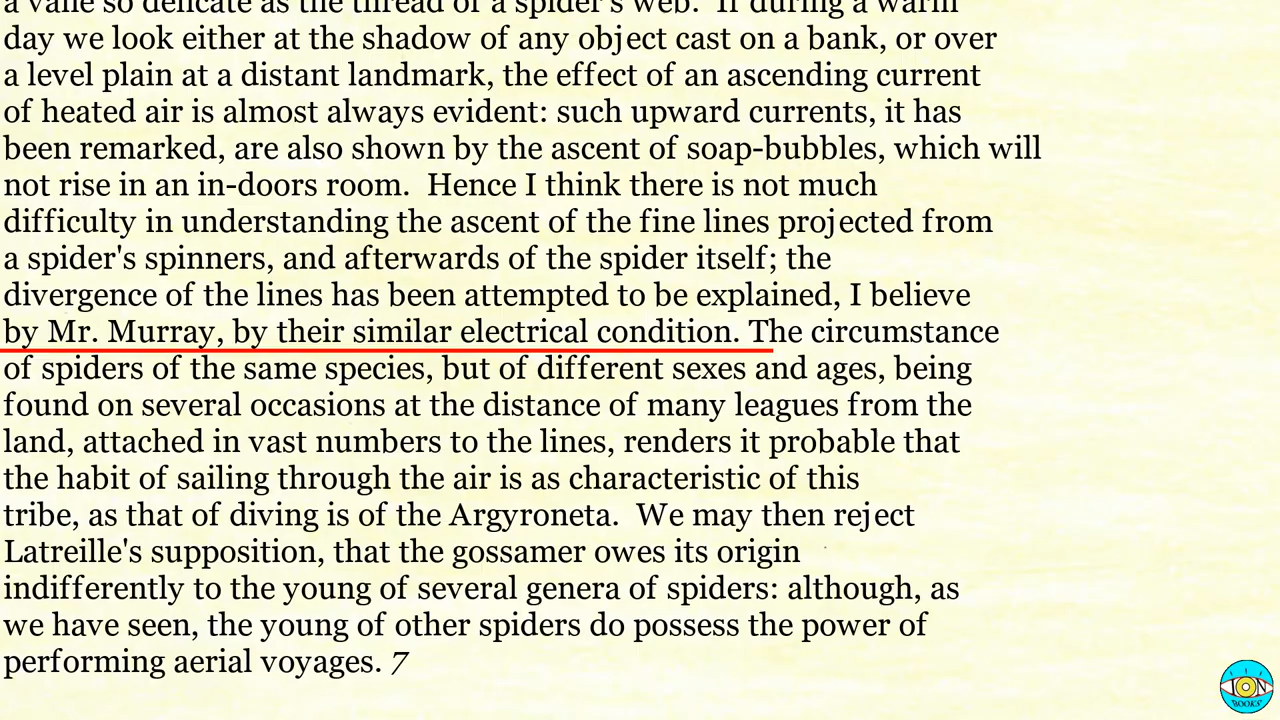 a vane so delicate as the thread of a spider's web.  If during a warm
day we look either at the shadow of any object cast on a bank, or over
a level plain at a distant landmark, the effect of an ascending current
of heated air is almost always evident: such upward currents, it has
been remarked, are also shown by the ascent of soap-bubbles, which will
not rise in an in-doors room.  Hence I think there is not much
difficulty in understanding the ascent of the fine lines projected from
a spider's spinners, and afterwards of the spider itself; the
divergence of the lines has been attempted to be explained, I believe
by Mr. Murray, by their similar electrical condition. The circumstance
of spiders of the same species, but of different sexes and ages, being
found on several occasions at the distance of many leagues from the
land, attached in vast numbers to the lines, renders it probable that
the habit of sailing through the air is as characteristic of this
tribe, as that of diving is of the Argyroneta.  We may then reject
Latreille's supposition, that the gossamer owes its origin
indifferently to the young of several genera of spiders: although, as
we have seen, the young of other spiders do possess the power of
performing aerial voyages. 7
ION
BOOKS